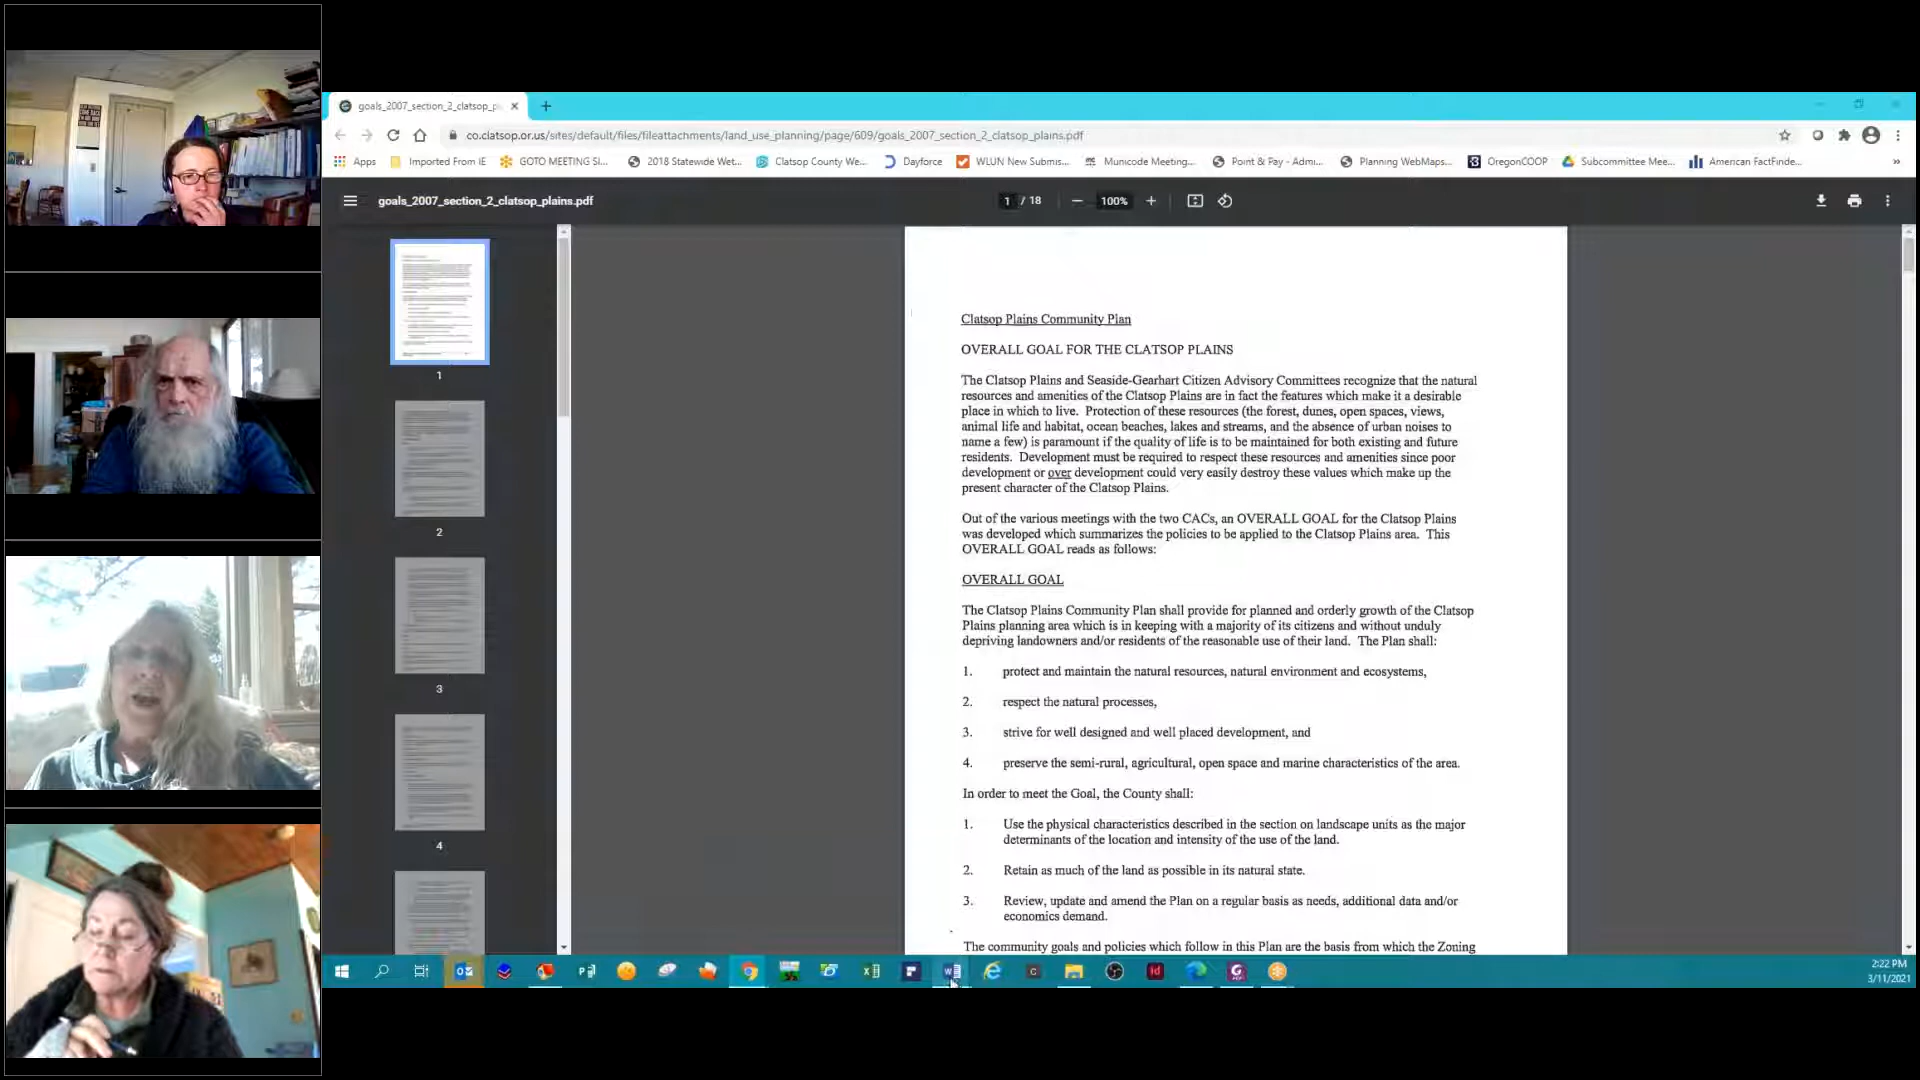 goals_2007_section_2_clatsop_pl
co.clatsop.or.us/sites/default/files/fileattachments/land_use_planning/page/609/goals_2007_section_2_clatsop_plains.pdf
Apps Imported From IE GOTO MEETING Sl... 2018 Statewide Wet... Clatsop County We... Dayforce WLUN New Submis... Municode Meeting... Point & Pay - Admi... Planning WebMaps... OregonCOOP Subcommittee Mee... American FactFinde... »
goals_2007_section_2_clatsop_plains.pdf
1 / 18 100%
1
2
3
4
Clatsop Plains Community Plan
OVERALL GOAL FOR THE CLATSOP PLAINS
The Clatsop Plains and Seaside-Gearhart Citizen Advisory Committees recognize that the natural
resources and amenities of the Clatsop Plains are in fact the features which make it a desirable
place in which to live. Protection of these resources (the forest, dunes, open spaces, views,
animal life and habitat, ocean beaches, lakes and streams, and the absence of urban noises to
name a few) is paramount if the quality of life is to be maintained for both existing and future
residents. Development must be required to respect these resources and amenities since poor
development or over development could very easily destroy these values which make up the
present character of the Clatsop Plains.
Out of the various meetings with the two CACs, an OVERALL GOAL for the Clatsop Plains
was developed which summarizes the policies to be applied to the Clatsop Plains area. This
OVERALL GOAL reads as follows:
OVERALL GOAL
The Clatsop Plains Community Plan shall provide for planned and orderly growth of the Clatsop
Plains planning area which is in keeping with a majority of its citizens and without unduly
depriving landowners and/or residents of the reasonable use of their land. The Plan shall:
1. protect and maintain the natural resources, natural environment and ecosystems,
2. respect the natural processes,
3. strive for well designed and well placed development, and
4. preserve the semi-rural, agricultural, open space and marine characteristics of the area.
In order to meet the Goal, the County shall:
1. Use the physical characteristics described in the section on landscape units as the major
determinants of the location and intensity of the use of the land.
2. Retain as much of the land as possible in its natural state.
3. Review, update and amend the Plan on a regular basis as needs, additional data and/or
economics demand.
The community goals and policies which follow in this Plan are the basis from which the Zoning
2:22 PM
3/11/2021